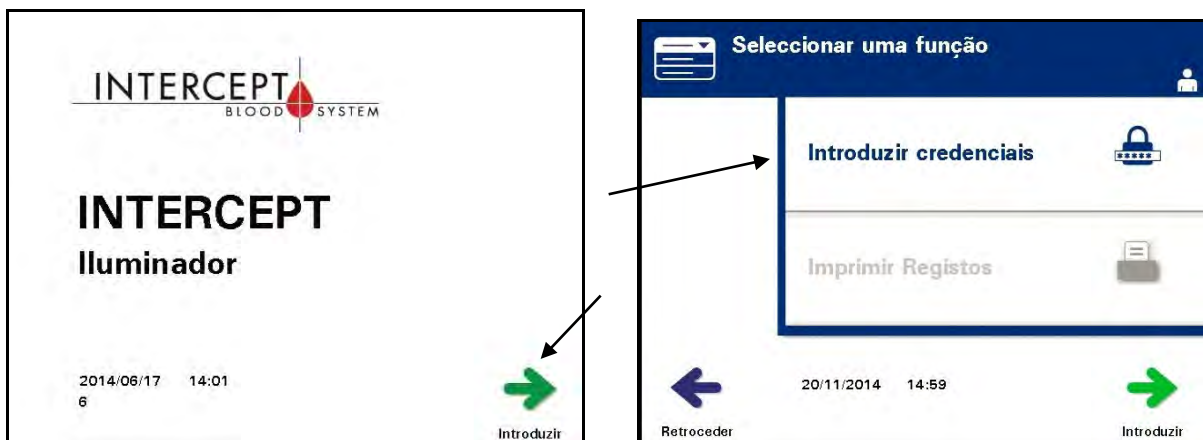 INTERCEPT
BLOOD SYSTEM
INTERCEPT
Iluminador
2014/06/17 14:01
6
Introduzir
Seleccionar uma função
Introduzir credenciais
*****
Imprimir Registos
20/11/2014 14:59
Retroceder
Introduzir